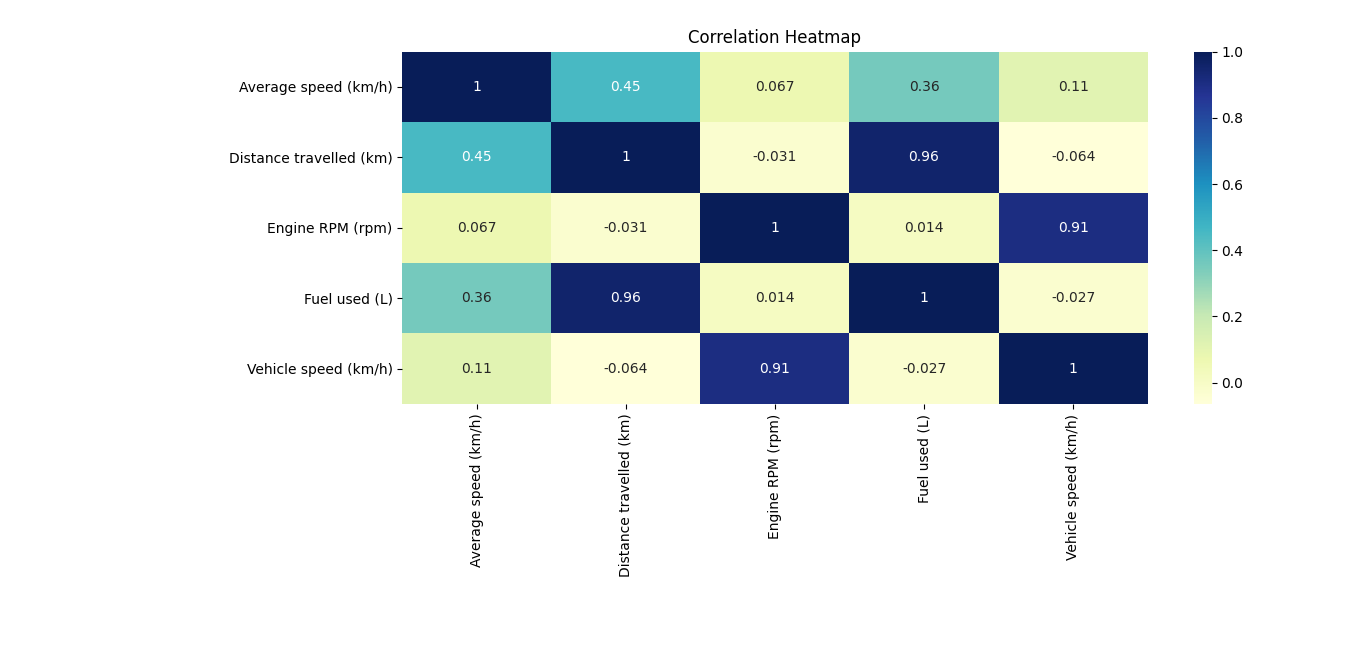 Correlation Heatmap
Average speed (km/h) 1 0.45 0.067 0.36 0.11
Distance travelled (km) 0.45 1 -0.031 0.96 -0.064
Engine RPM (rpm) 0.067 -0.031 1 0.014 0.91
Fuel used (L) 0.36 0.96 0.014 1 -0.027
Vehicle speed (km/h) 0.11 -0.064 0.91 -0.027 1
Average speed (km/h)
Distance travelled (km)
Engine RPM (rpm)
Fuel used (L)
Vehicle speed (km/h)
1.0
0.8
0.6
0.4
0.2
0.0